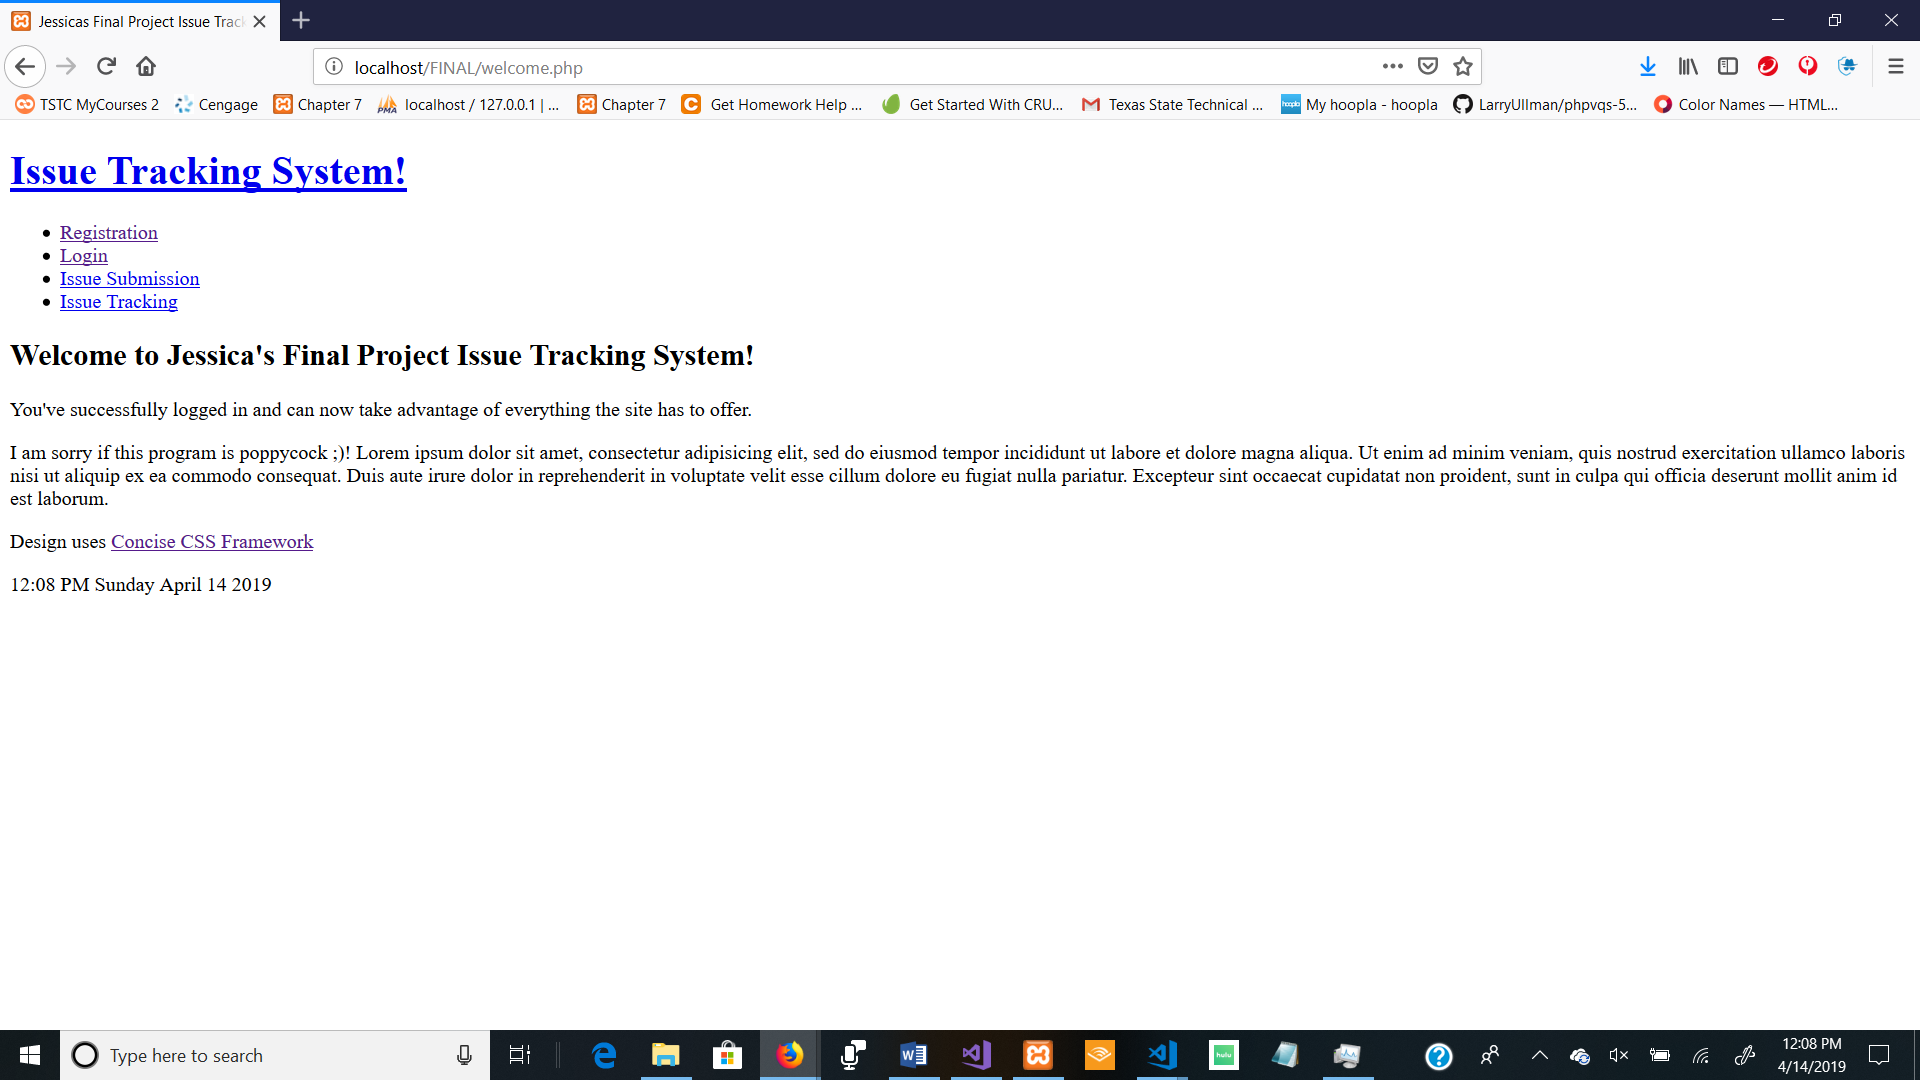 Jessicas Final Project Issue Trac
localhost/FINAL/welcome.php
TSTC MyCourses 2 Cengage Chapter 7 localhost / 127.0.0.1 | ... Chapter 7 Get Homework Help ... Get Started With CRU... Texas State Technical ... My hoopla - hoopla LarryUllman/phpvqs-5... Color Names — HTML...
Issue Tracking System!
Registration
Login
Issue Submission
Issue Tracking
Welcome to Jessica's Final Project Issue Tracking System!
You've successfully logged in and can now take advantage of everything the site has to offer.
I am sorry if this program is poppycock ;)! Lorem ipsum dolor sit amet, consectetur adipisicing elit, sed do eiusmod tempor incididunt ut labore et dolore magna aliqua. Ut enim ad minim veniam, quis nostrud exercitation ullamco laboris
nisi ut aliquip ex ea commodo consequat. Duis aute irure dolor in reprehenderit in voluptate velit esse cillum dolore eu fugiat nulla pariatur. Excepteur sint occaecat cupidatat non proident, sunt in culpa qui officia deserunt mollit anim id
est laborum.
Design uses Concise CSS Framework
12:08 PM Sunday April 14 2019
Type here to search
hulu
12:08 PM
4/14/2019